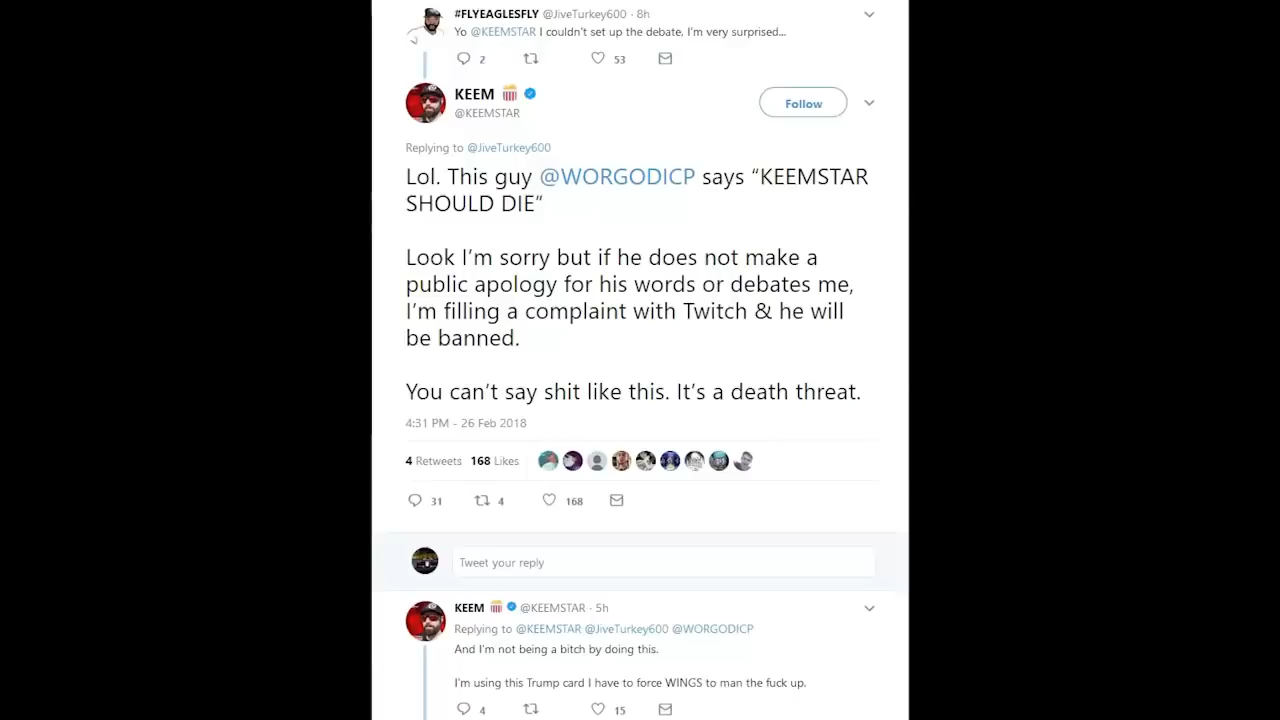 #FLYEAGLESFLY @JiveTurkey600 · 8h
Yo @KEEMSTAR I couldn't set up the debate, I'm very surprised...
2 53
KEEM
@KEEMSTAR
Follow
Replying to @JiveTurkey600
Lol. This guy @WORGODICP says “KEEMSTAR
SHOULD DIE”
Look I’m sorry but if he does not make a
public apology for his words or debates me,
I’m filling a complaint with Twitch & he will
be banned.
You can’t say shit like this. It’s a death threat.
4:31 PM - 26 Feb 2018
4 Retweets 168 Likes
31 4 168
Tweet your reply
KEEM @KEEMSTAR · 5h
Replying to @KEEMSTAR @JiveTurkey600 @WORGODICP
And I’m not being a bitch by doing this.
I’m using this Trump card I have to force WINGS to man the fuck up.
4 15